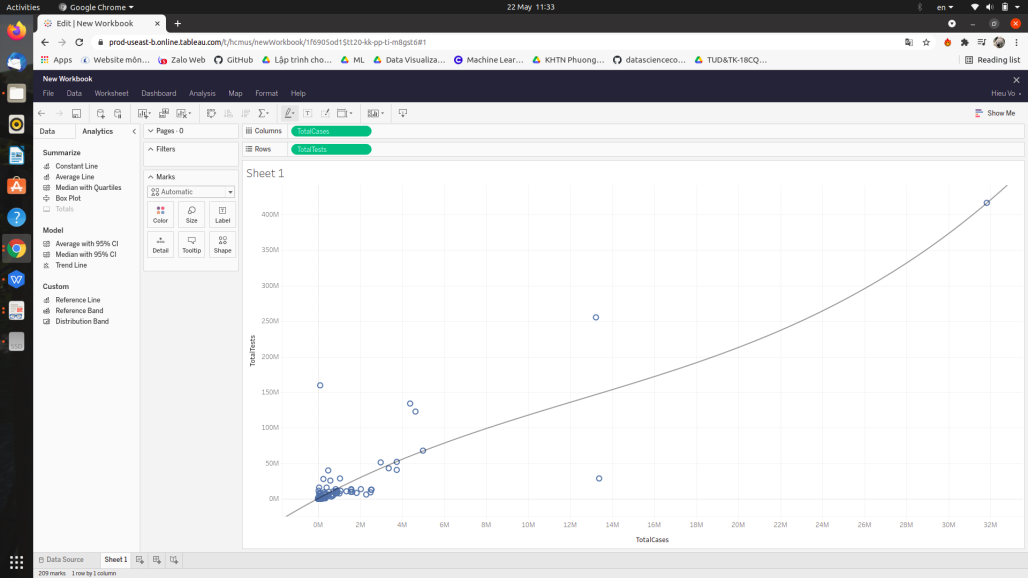 Activities
Google Chrome
22 May 11:33
en
Edit | New Workbook
prod-useast-b.online.tableau.com/t/hcmus/newWorkbook/1f6905od1$tt20-kk-pp-ti-m8gst6#1
Apps
Website môn...
Zalo Web
GitHub
Lập trình cho...
ML
Data Visualiza...
Machine Lear...
KHTN Phuong...
datascienceco...
TUD&TK-18CQ...
Reading list
New Workbook
File Data Worksheet Dashboard Analysis Map Format Help
Hieu Vo
Show Me
Data
Analytics
Summarize
Constant Line
Average Line
Median with Quartiles
Box Plot
Totals
Model
Average with 95% CI
Median with 95% CI
Trend Line
Custom
Reference Line
Reference Band
Distribution Band
Pages · 0
Filters
Marks
Automatic
Color Size Label
Detail Tooltip Shape
Columns TotalCases
Rows TotalTests
Sheet 1
TotalTests
400M
350M
300M
250M
200M
150M
100M
50M
0M
0M 2M 4M 6M 8M 10M 12M 14M 16M 18M 20M 22M 24M 26M 28M 30M 32M
TotalCases
Data Source
Sheet 1
209 marks 1 row by 1 column
SSD